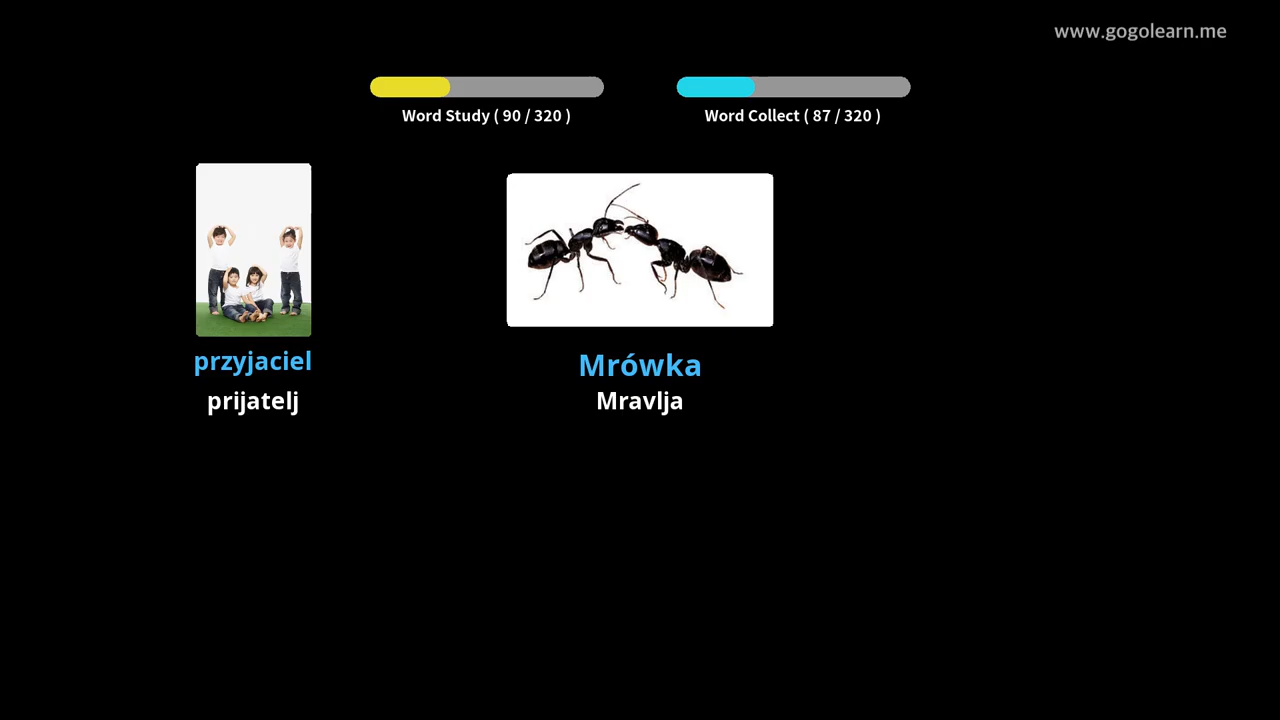 www.gogolearn.me
Word Study ( 90 / 320 )
Word Collect ( 87 / 320 )
przyjaciel
prijatelj
Mrówka
Mravlja